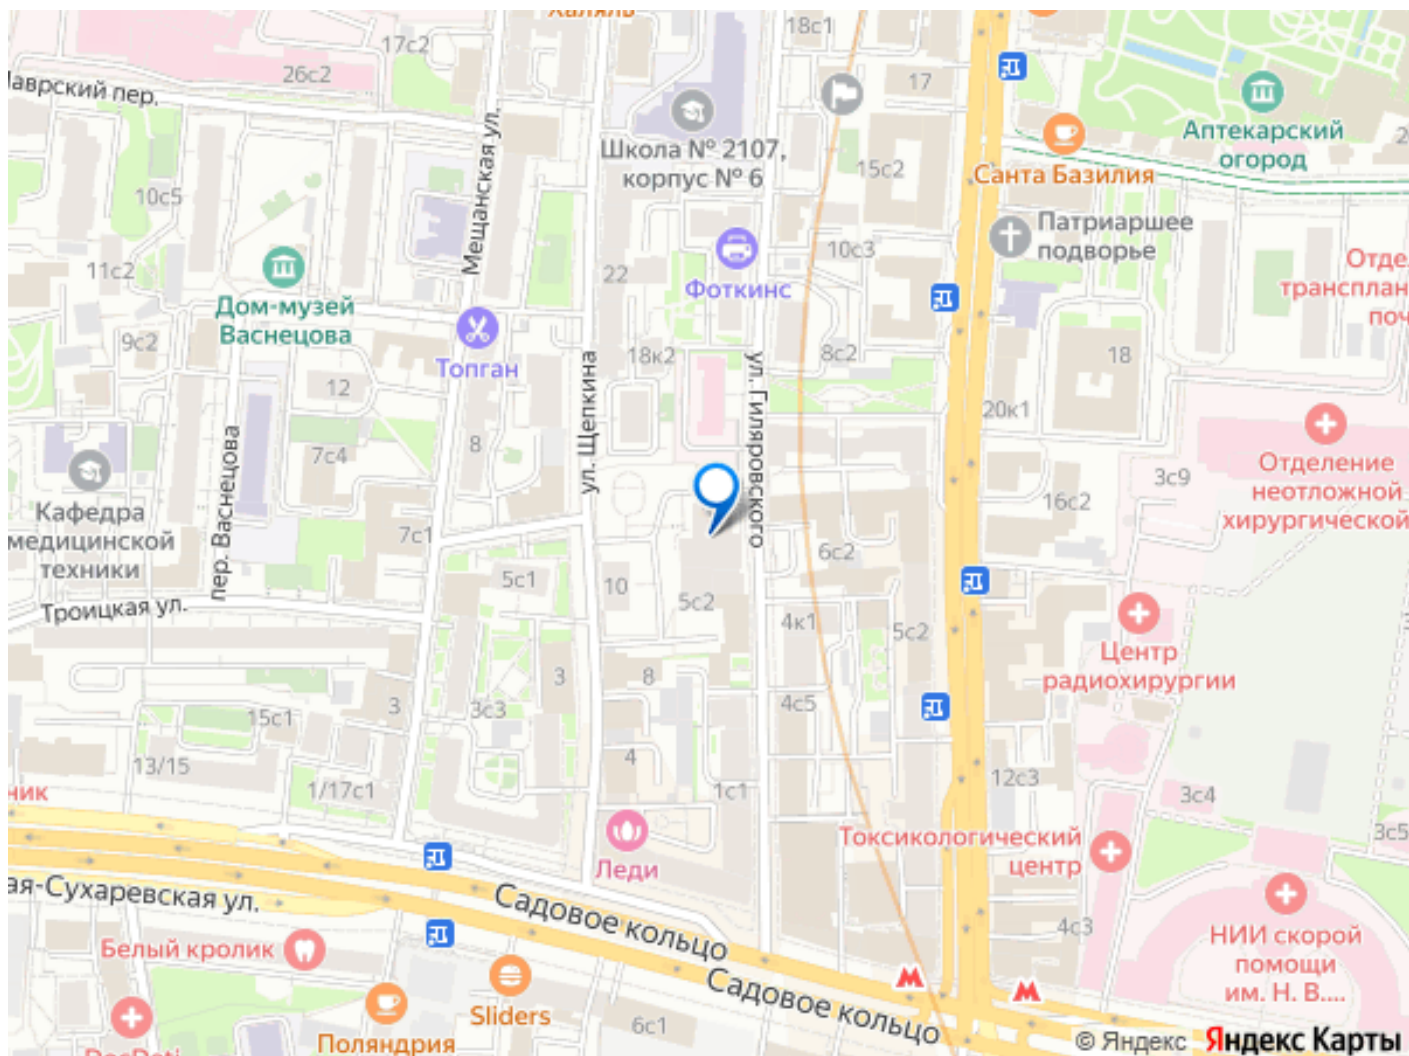 Халяль
18с1
17с2
26с2
17
Лаврский пер.
Мещанская ул.
Школа № 2107,
корпус № 6
15с2
Санта Базилия
Аптекарский
огород
10с5
Патриаршее
подворье
10с3
11с2
22
Фоткинс
Дом-музей
Васнецова
9с2
Топган
18к2
8с2
18
12
ул. Щепкина
ул. Гиляровского
20к1
8
7с4
пер. Васнецова
Отделение
неотложной
хирургической
3с9
16с2
Кафедра
медицинской
техники
7с1
6с2
5с1
10
5с2
4к1
5с2
Троицкая ул.
Центр
радиохирургии
3
8
3
3с3
4с5
15с1
4
13/15
1/17с1
1с1
12с3
3с4
3с5
ник
Леди
Токсикологический
центр
ая-Сухаревская ул.
Садовое кольцо
4с3
НИИ скорой
помощи
им. Н. В....
Белый кролик
Садовое кольцо
Sliders
6с1
Поляндрия
© Яндекс Яндекс Карты